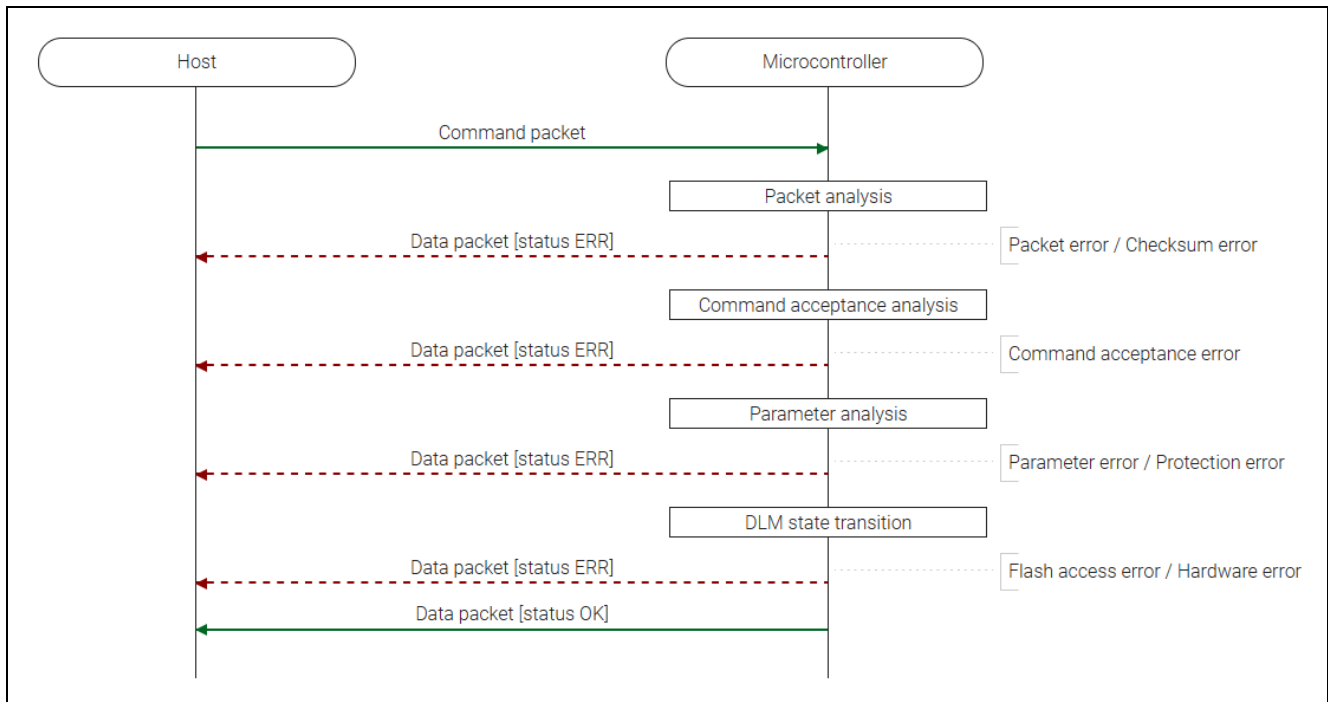 Host
Microcontroller
Command packet
Packet analysis
Data packet [status ERR]
Packet error / Checksum error
Command acceptance analysis
Data packet [status ERR]
Command acceptance error
Parameter analysis
Data packet [status ERR]
Parameter error / Protection error
DLM state transition
Data packet [status ERR]
Flash access error / Hardware error
Data packet [status OK]